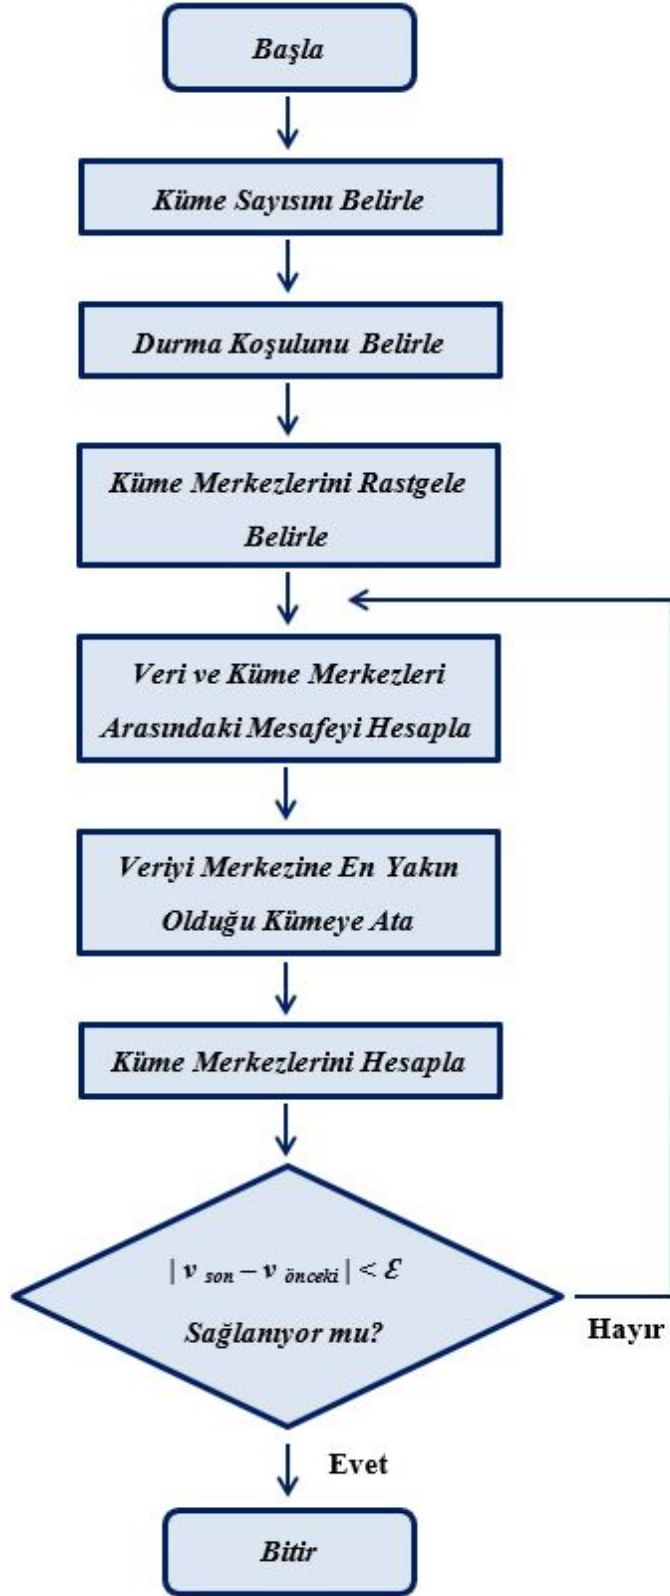 Başla
Küme Sayısını Belirle
Durma Koşulunu Belirle
Küme Merkezlerini Rastgele
Belirle
Veri ve Küme Merkezleri
Arasındaki Mesafeyi Hesapla
Veriyi Merkezine En Yakın
Olduğu Kümeye Ata
Küme Merkezlerini Hesapla
| v son – v önceki | < ℰ
Sağlanıyor mu?
Hayır
Evet
Bitir